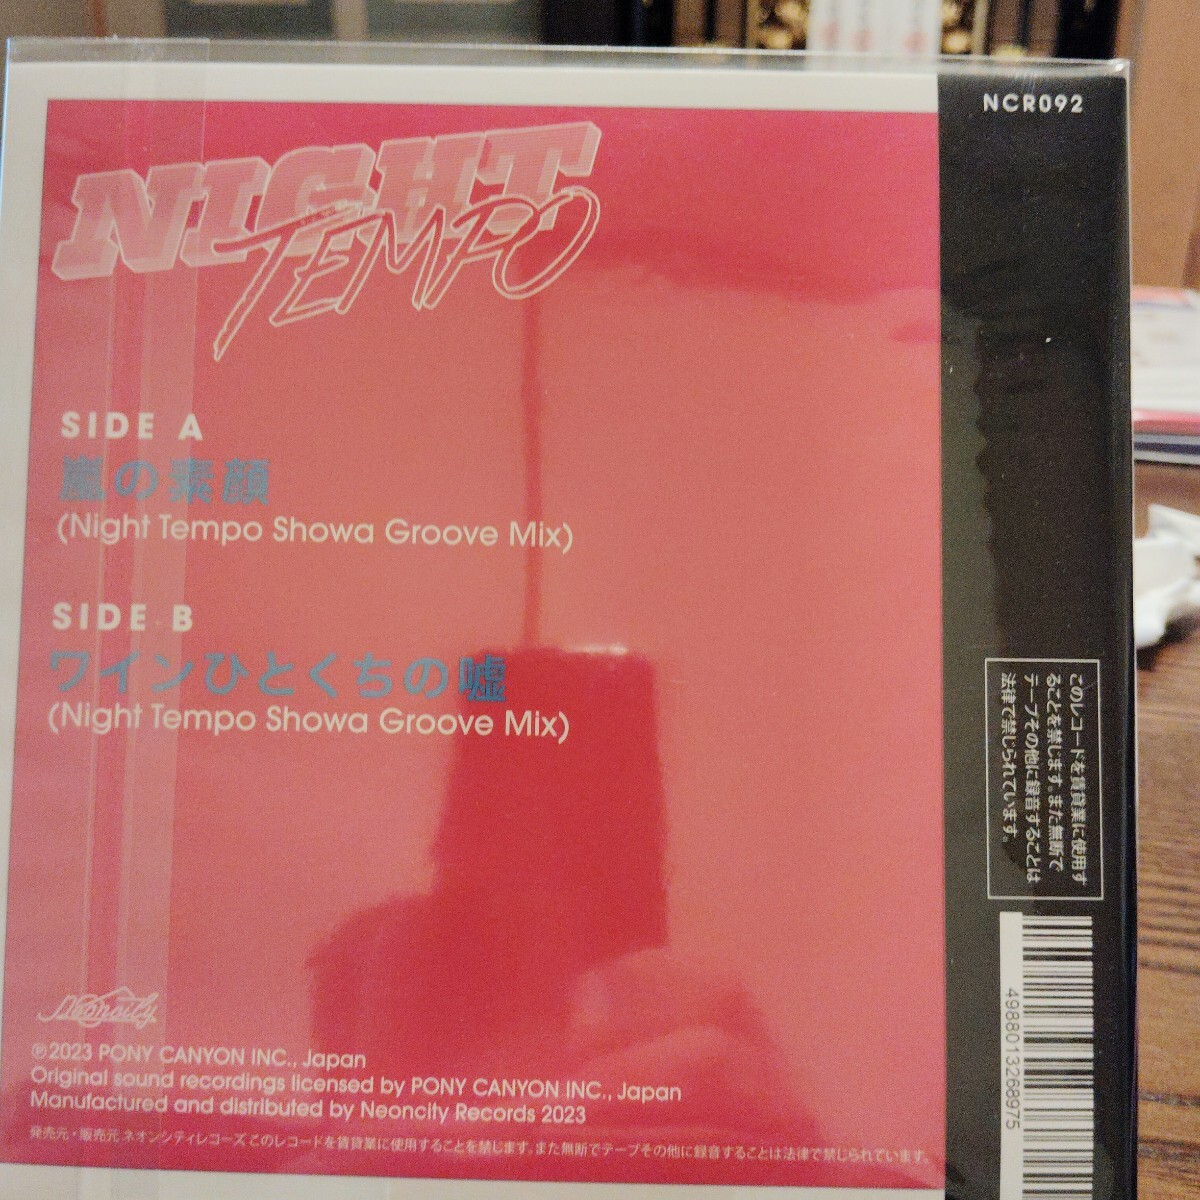 NCR092
NIGHT
TEMPO
SIDE A
嵐の素顔
(Night Tempo Showa Groove Mix)
SIDE B
ワインひとくちの嘘
(Night Tempo Showa Groove Mix)
このレコードを賃貸業に使用す
ることを禁じます。また無断で
テープその他に録音することは
法律で禁じられています。
4988013268975
Neoncity
℗2023 PONY CANYON INC., Japan
Original sound recordings licensed by PONY CANYON INC., Japan
Manufactured and distributed by Neoncity Records 2023
発売元・販売元 ネオンシティレコーズ このレコードを賃貸業に使用することを禁じます。また無断でテープその他に録音することは法律で禁じられています。